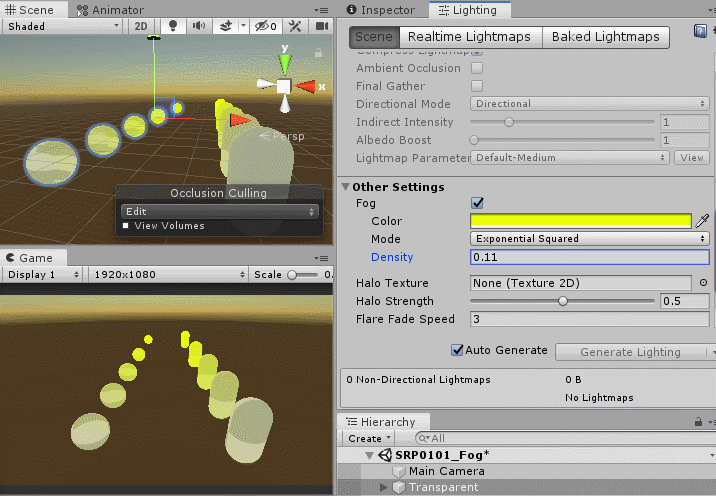 Scene
Animator
Shaded
2D
0
y
x
Persp
Occlusion Culling
Edit
View Volumes
Game
Display 1
1920x1080
Scale
0.
Inspector
Lighting
Scene
Realtime Lightmaps
Baked Lightmaps
Compress Lightmap
Ambient Occlusion
Final Gather
Directional Mode
Directional
Indirect Intensity
1
Albedo Boost
1
Lightmap Parameter
Default-Medium
View
Other Settings
Fog
Color
Mode
Exponential Squared
Density
0.11
Halo Texture
None (Texture 2D)
Halo Strength
0.5
Flare Fade Speed
3
Auto Generate
Generate Lighting
0 Non-Directional Lightmaps
0 B
No Lightmaps
Hierarchy
Create
All
SRP0101_Fog*
Main Camera
Transparent